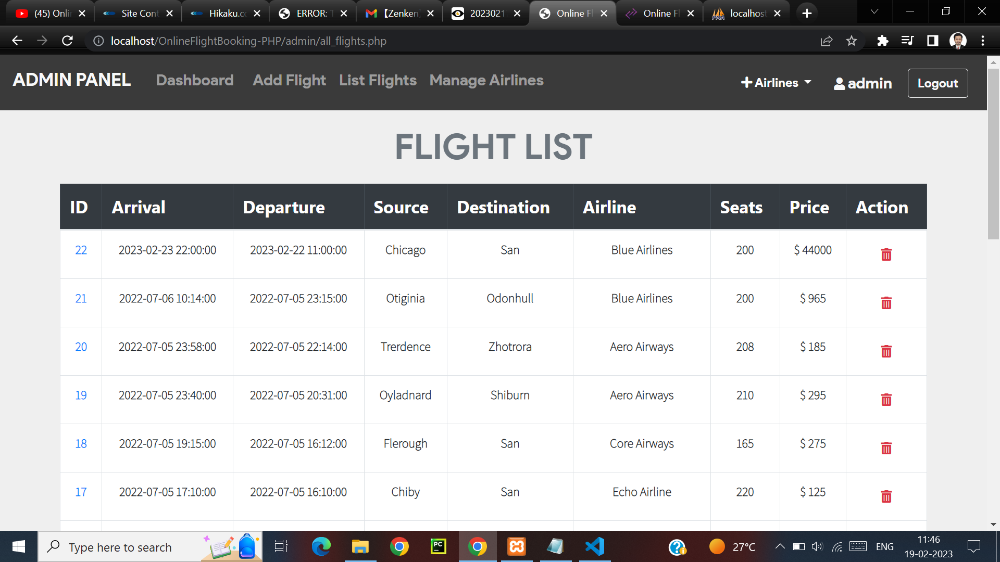 (45) Onli
Site Cont
Hikaku.co
ERROR: T
【Zenken
2023021
Online Fl
Online Fl
localhost
localhost/OnlineFlightBooking-PHP/admin/all_flights.php
ADMIN PANEL Dashboard Add Flight List Flights Manage Airlines Airlines admin Logout
FLIGHT LIST
ID Arrival Departure Source Destination Airline Seats Price Action
22 2023-02-23 22:00:00 2023-02-22 11:00:00 Chicago San Blue Airlines 200 $ 44000
21 2022-07-06 10:14:00 2022-07-05 23:15:00 Otiginia Odonhull Blue Airlines 200 $ 965
20 2022-07-05 23:58:00 2022-07-05 22:14:00 Trerdence Zhotrora Aero Airways 208 $ 185
19 2022-07-05 23:40:00 2022-07-05 20:31:00 Oyladnard Shiburn Aero Airways 210 $ 295
18 2022-07-05 19:15:00 2022-07-05 16:12:00 Flerough San Core Airways 165 $ 275
17 2022-07-05 17:10:00 2022-07-05 16:10:00 Chiby San Echo Airline 220 $ 125
Type here to search
PC
27°C
ENG
11:46
19-02-2023